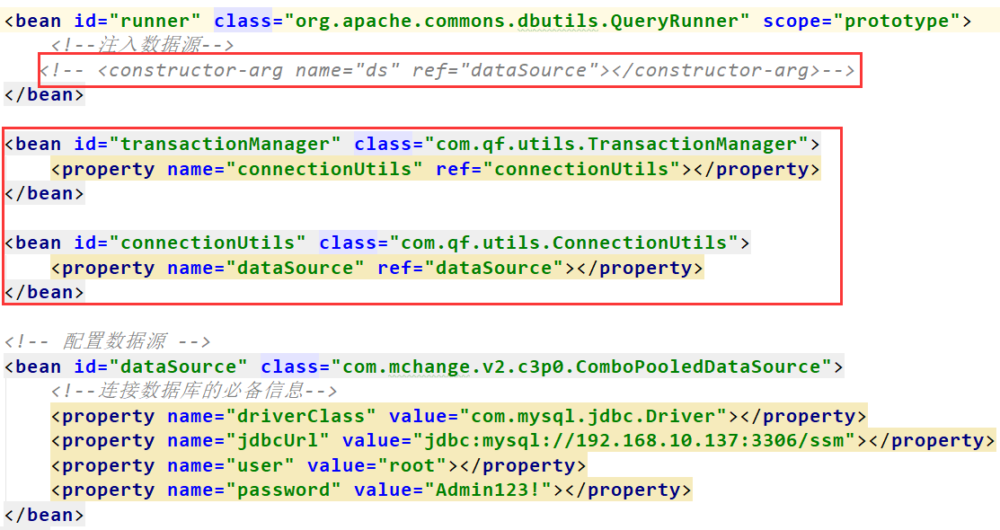 <bean id="runner" class="org.apache.commons.dbutils.QueryRunner" scope="prototype">
<!--注入数据源-->
<!-- <constructor-arg name="ds" ref="dataSource"></constructor-arg>-->
</bean>
<bean id="transactionManager" class="com.qf.utils.TransactionManager">
<property name="connectionUtils" ref="connectionUtils"></property>
</bean>
<bean id="connectionUtils" class="com.qf.utils.ConnectionUtils">
<property name="dataSource" ref="dataSource"></property>
</bean>
<!-- 配置数据源 -->
<bean id="dataSource" class="com.mchange.v2.c3p0.ComboPooledDataSource">
<!--连接数据库的必备信息-->
<property name="driverClass" value="com.mysql.jdbc.Driver"></property>
<property name="jdbcUrl" value="jdbc:mysql://192.168.10.137:3306/ssm"></property>
<property name="user" value="root"></property>
<property name="password" value="Admin123!"></property>
</bean>